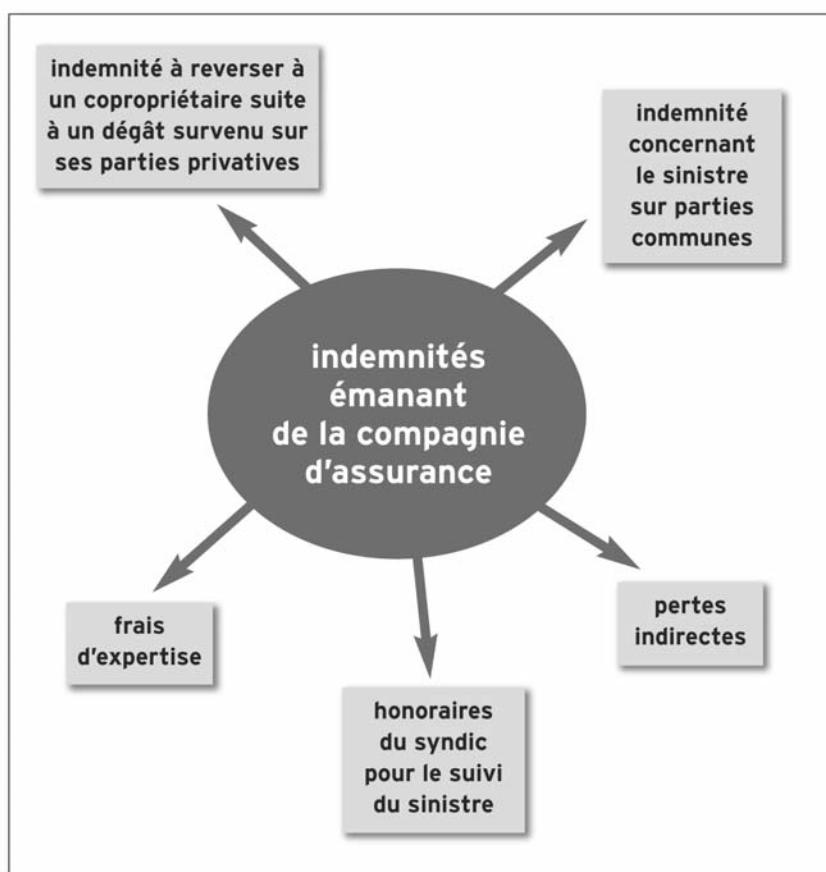 indemnité à reverser à
un copropriétaire suite
à un dégât survenu sur
ses parties privatives
indemnité
concernant
le sinistre
sur parties
communes
indemnités
émanant
de la compagnie
d'assurance
frais
d'expertise
honoraires
du syndic
pour le suivi
du sinistre
pertes
indirectes